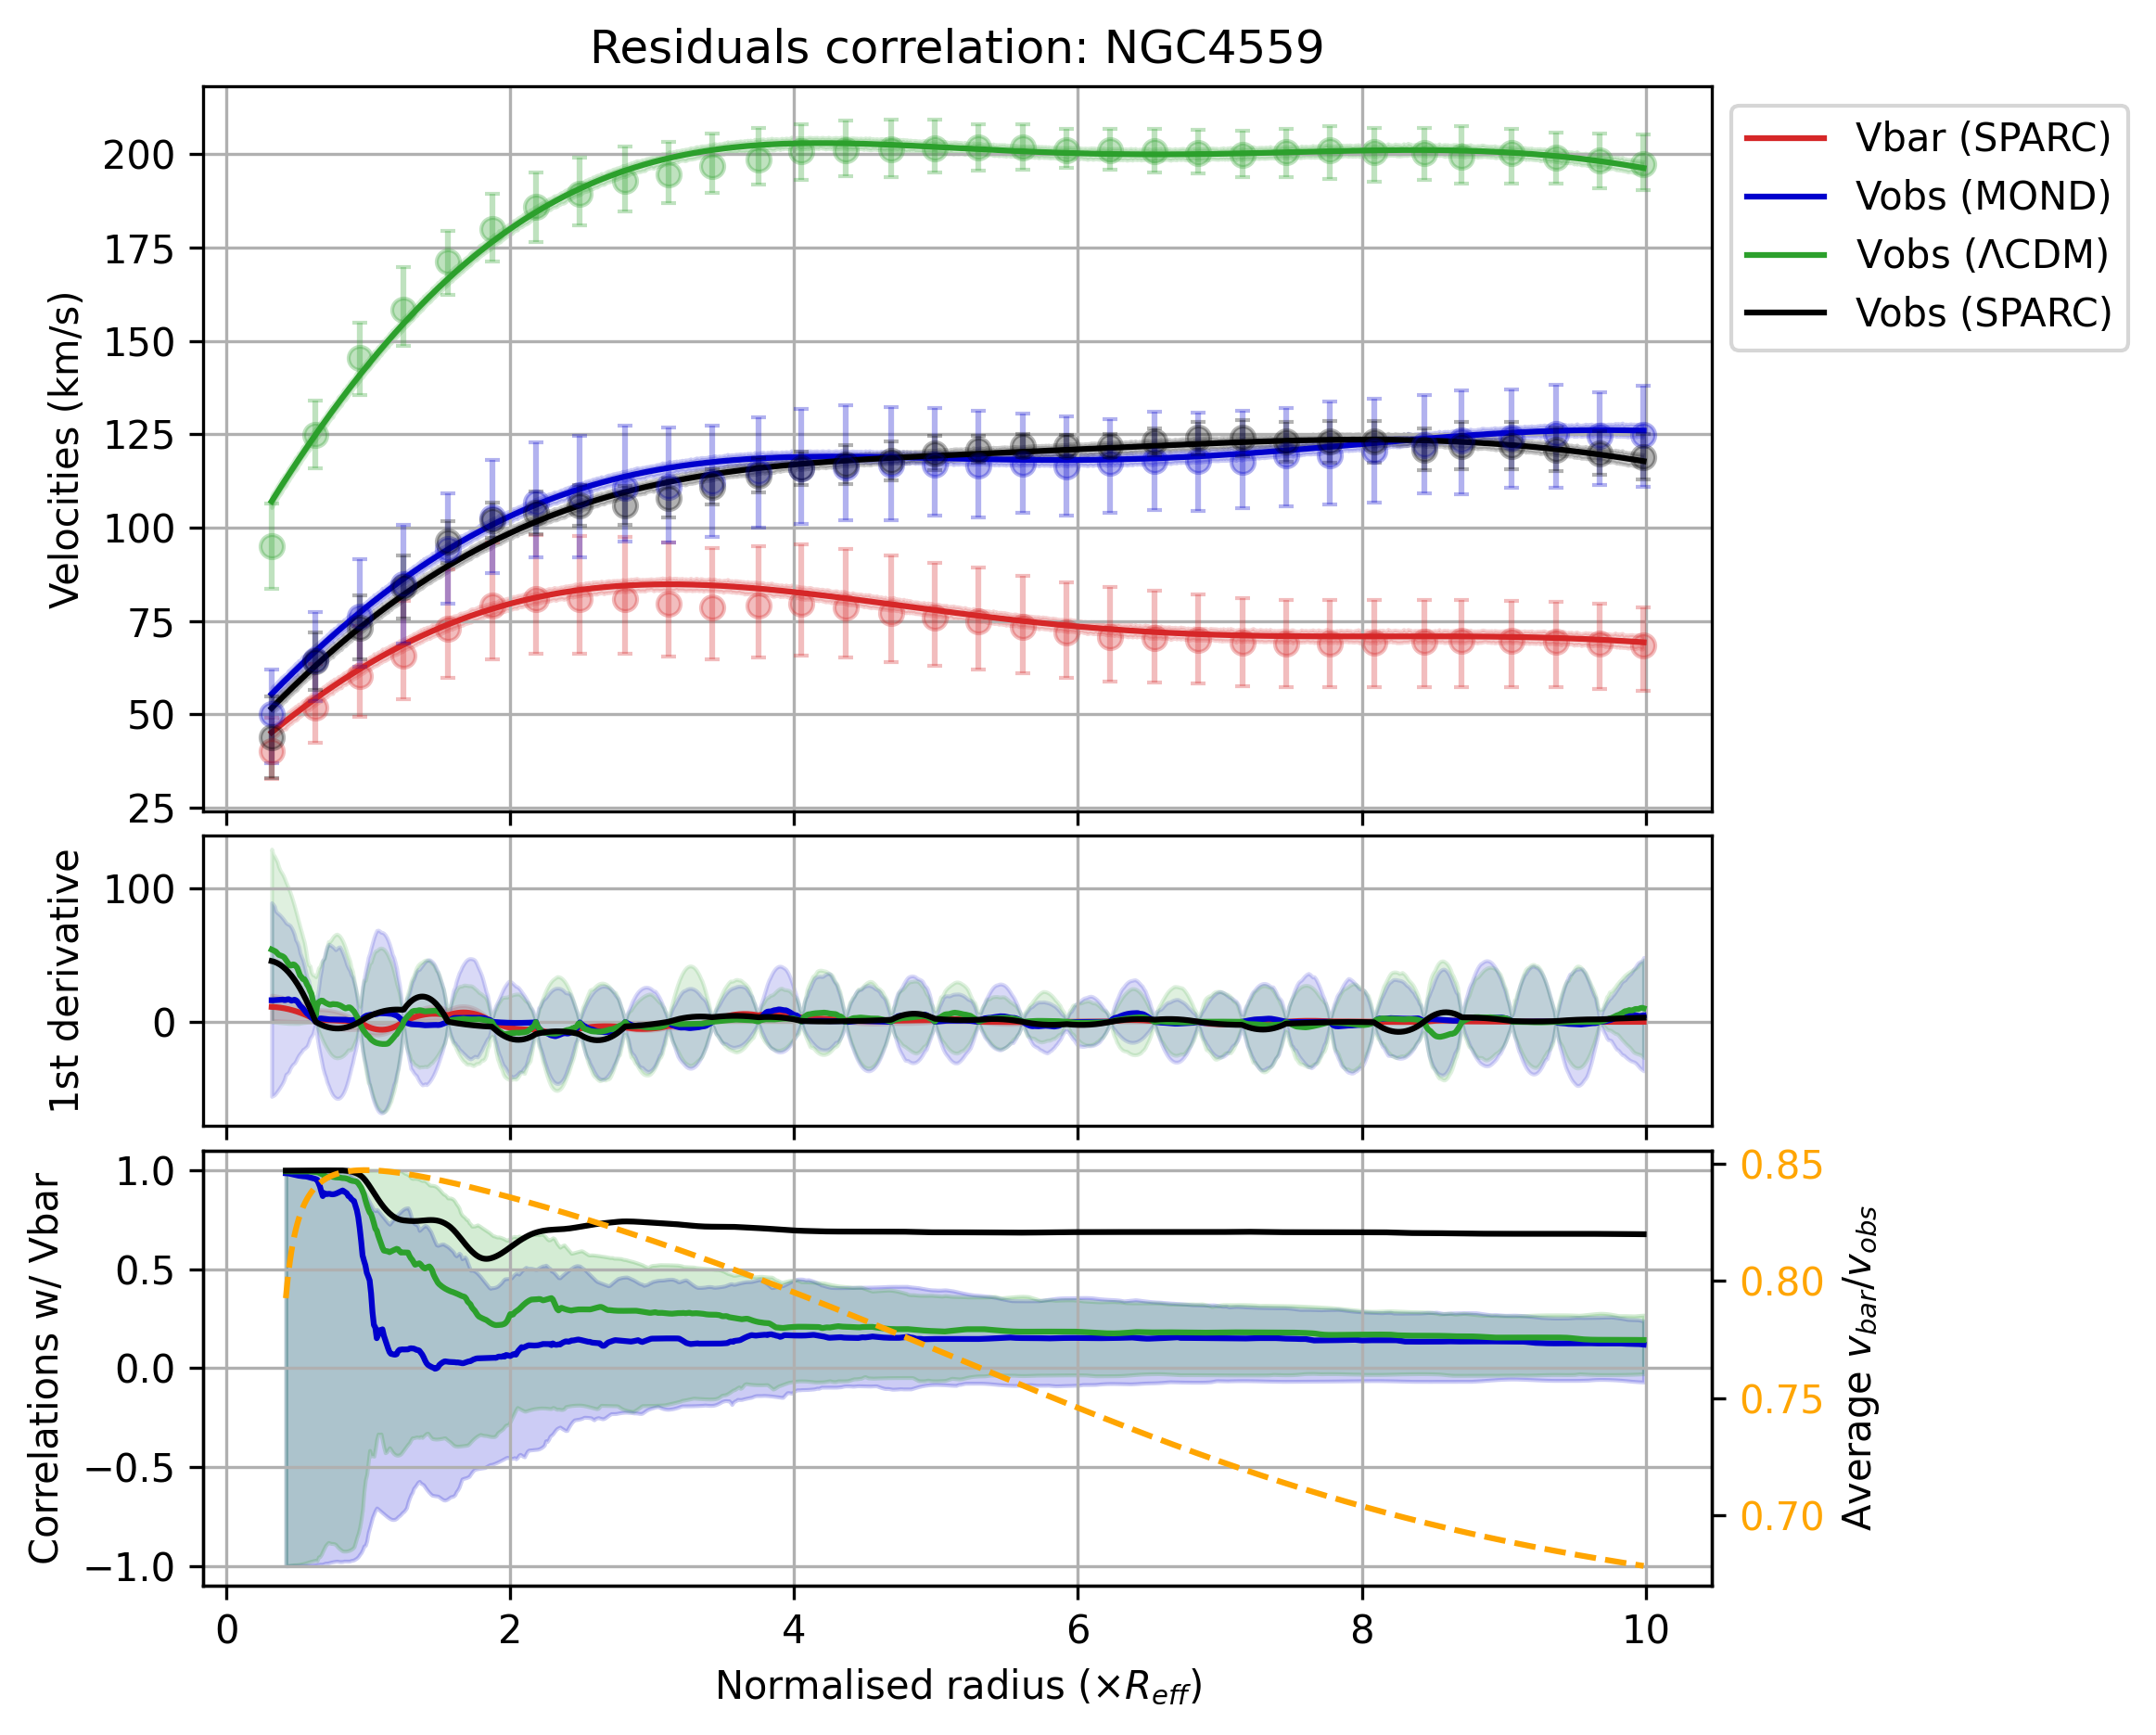 Residuals correlation: NGC4559
Velocities (km/s)
200
175
150
125
100
75
50
25
Vbar (SPARC)
Vobs (MOND)
Vobs (ΛCDM)
Vobs (SPARC)
1st derivative
100
0
Correlations w/ Vbar
1.0
0.5
0.0
−0.5
−1.0
0.85
0.80
0.75
0.70
Average v_bar/v_obs
0 2 4 6 8 10
Normalised radius (×R_eff)